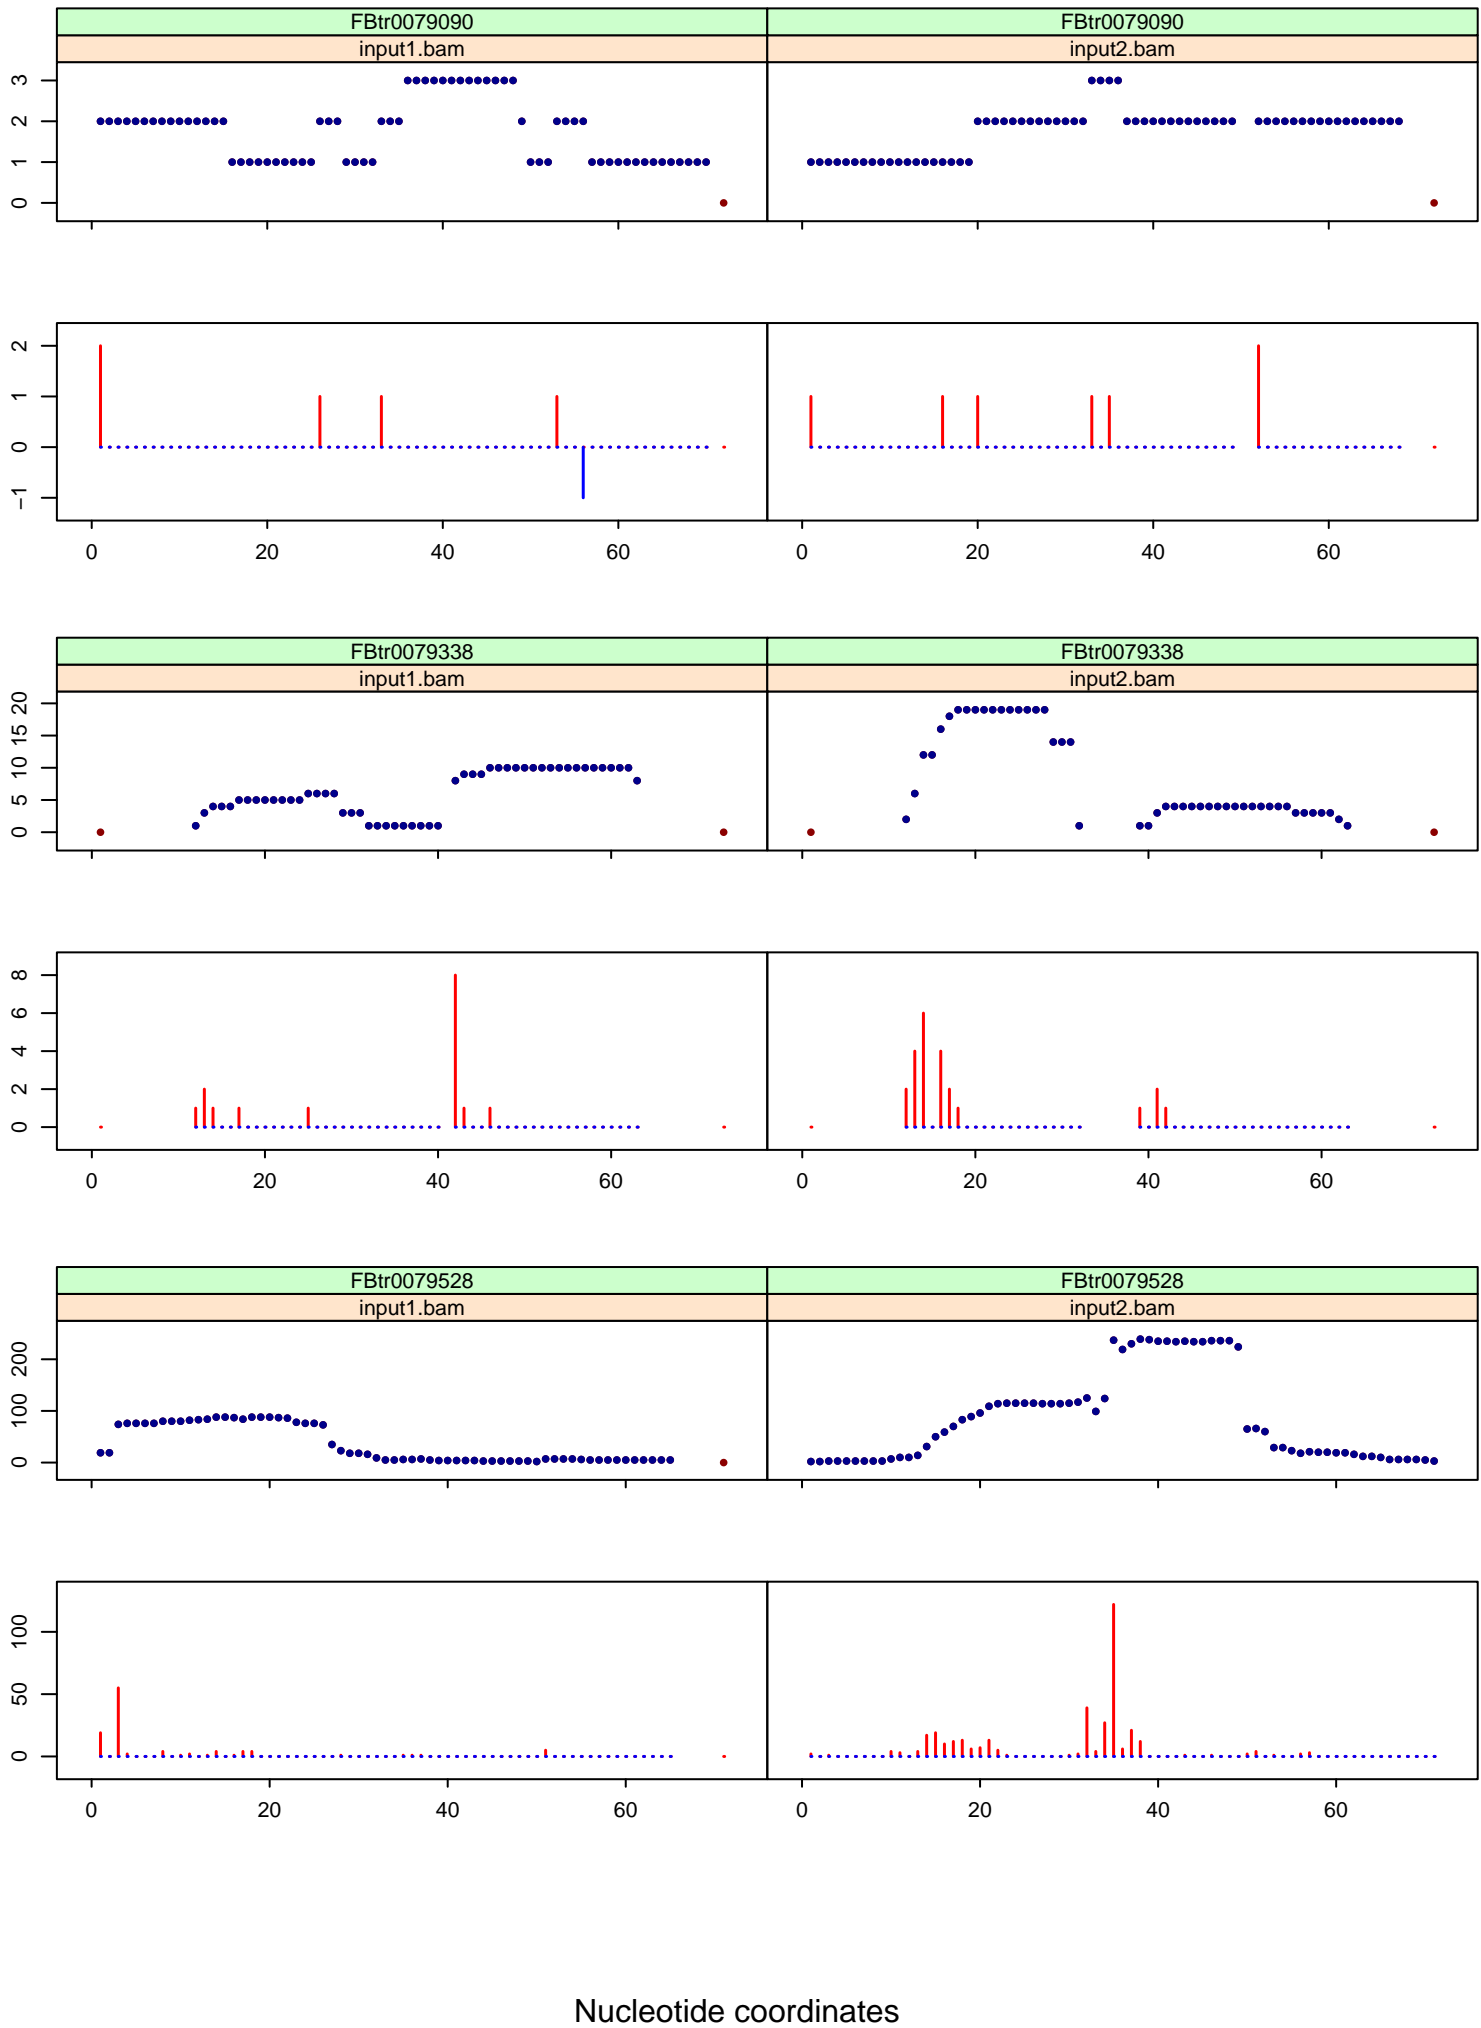 FBtr0079090 FBtr0079090
input1.bam input2.bam
3
2
1
0
2
1
0
−1
0 20 40 60 0 20 40 60
FBtr0079338 FBtr0079338
input1.bam input2.bam
20
15
10
5
0
8
6
4
2
0
0 20 40 60 0 20 40 60
FBtr0079528 FBtr0079528
input1.bam input2.bam
200
100
0
100
50
0
0 20 40 60 0 20 40 60
Nucleotide coordinates